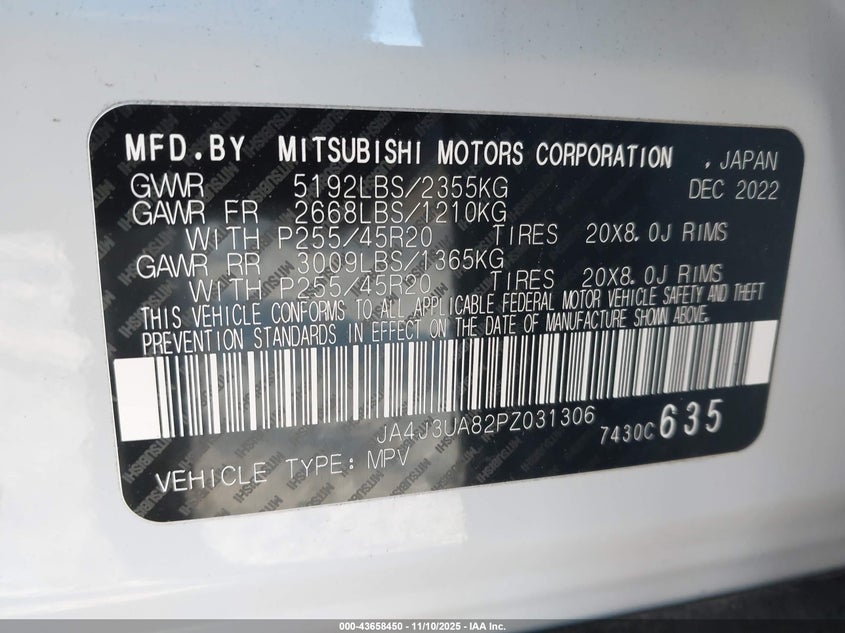 MFD.BY MITSUBISHI MOTORS CORPORATION , JAPAN
GVWR 5192LBS/2355KG DEC 2022
GAWR FR 2668LBS/1210KG
WITH P255/45R20 TIRES 20X8.0J RIMS
GAWR RR 3009LBS/1365KG
WITH P255/45R20 TIRES 20X8.0J RIMS
THIS VEHICLE CONFORMS TO ALL APPLICABLE FEDERAL MOTOR VEHICLE SAFETY AND THEFT
PREVENTION STANDARDS IN EFFECT ON THE DATE OF MANUFACTURE SHOWN ABOVE.
JA4J3UA82PZ031306 7430C 635
VEHICLE TYPE: MPV
000-43658450 - 11/10/2025 - IAA Inc.